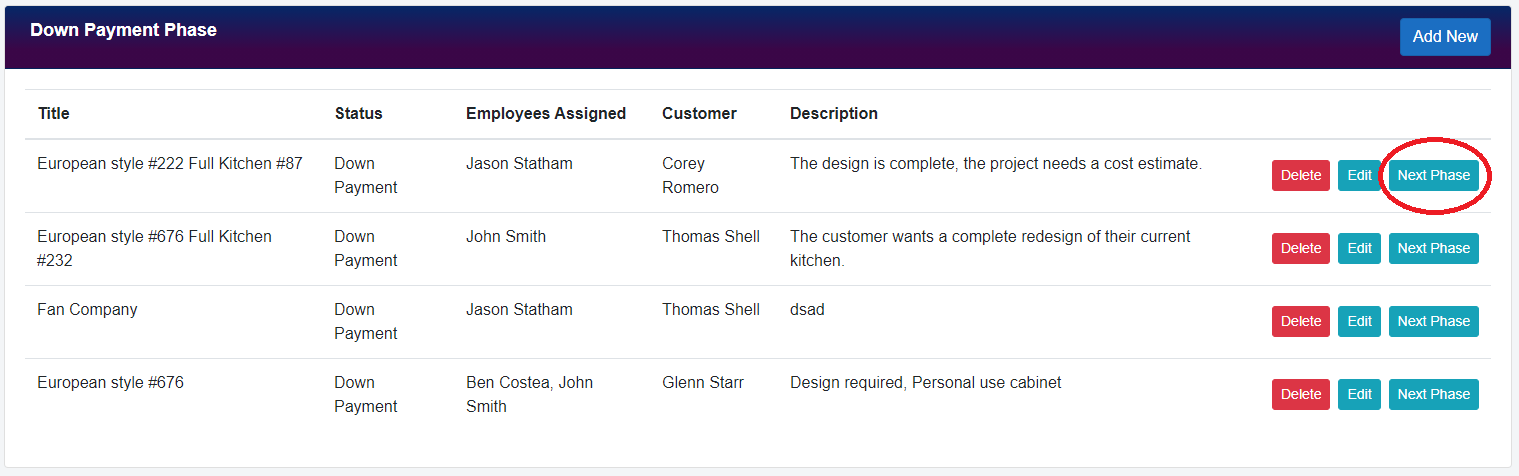 Down Payment Phase
Add New
Title Status Employees Assigned Customer Description
European style #222 Full Kitchen #87 Down Jason Statham Corey The design is complete, the project needs a cost estimate. Delete Edit Next Phase
Payment Romero
European style #676 Full Kitchen Down John Smith Thomas Shell The customer wants a complete redesign of their current Delete Edit Next Phase
#232 Payment kitchen.
Fan Company Down Jason Statham Thomas Shell dsad Delete Edit Next Phase
Payment
European style #676 Down Ben Costea, John Glenn Starr Design required, Personal use cabinet Delete Edit Next Phase
Payment Smith